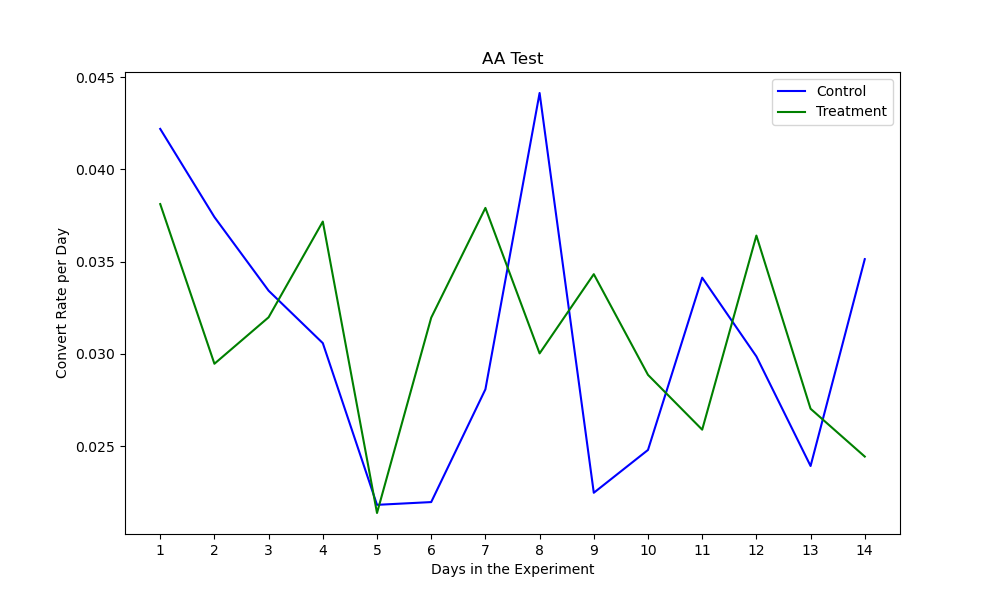 AA Test
Control
Treatment
Convert Rate per Day
0.045
0.040
0.035
0.030
0.025
1 2 3 4 5 6 7 8 9 10 11 12 13 14
Days in the Experiment